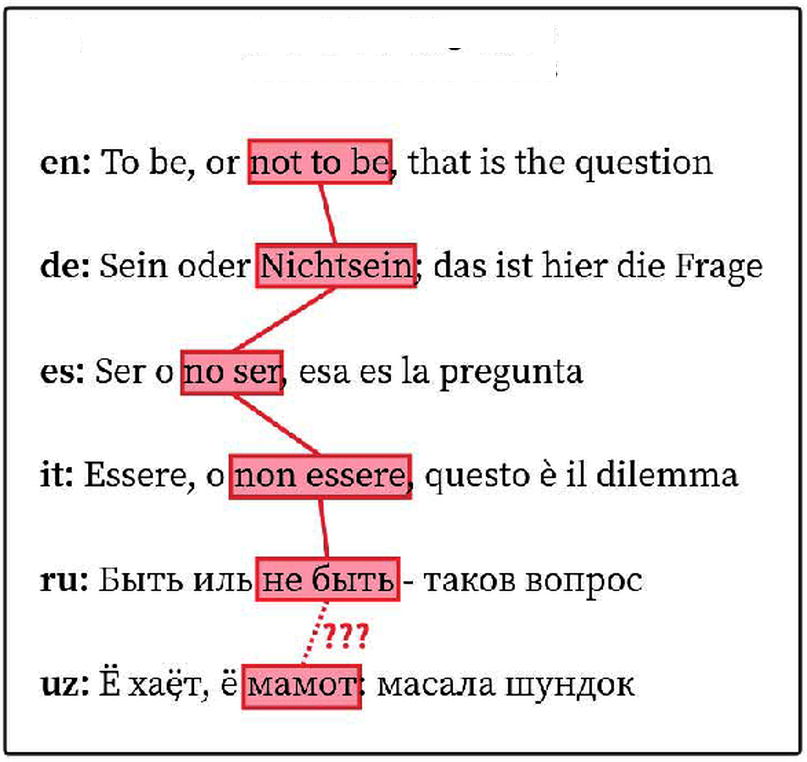 en: To be, or not to be, that is the question
de: Sein oder Nichtsein; das ist hier die Frage
es: Ser o no ser, esa es la pregunta
it: Essere, o non essere, questo è il dilemma
ru: Быть иль не быть - таков вопрос
???
uz: Ё хаёт, ё мамот: масала шундок